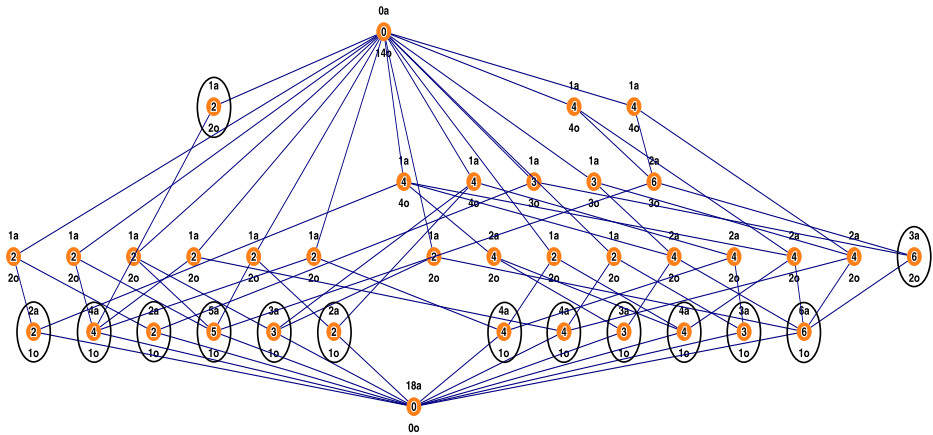 0a
0
14o
1a 1a 1a
2 4 4
2o 4o 4o
1a 1a 1a 1a 2a
4 4 3 3 6
4o 4o 3o 3o 3o
1a 1a 1a 1a 1a 1a 1a 2a 1a 1a 2a 2a 2a 2a 3a
2 2 2 2 2 2 2 4 2 2 4 4 4 4 6
2o 2o 2o 2o 2o 2o 2o 2o 2o 2o 2o 2o 2o 2o 2o
2a 4a 2a 5a 3a 2a 4a 4a 3a 4a 3a 6a
2 4 2 5 3 2 4 4 3 4 3 6
1o 1o 1o 1o 1o 1o 1o 1o 1o 1o 1o 1o
18a
0
0o